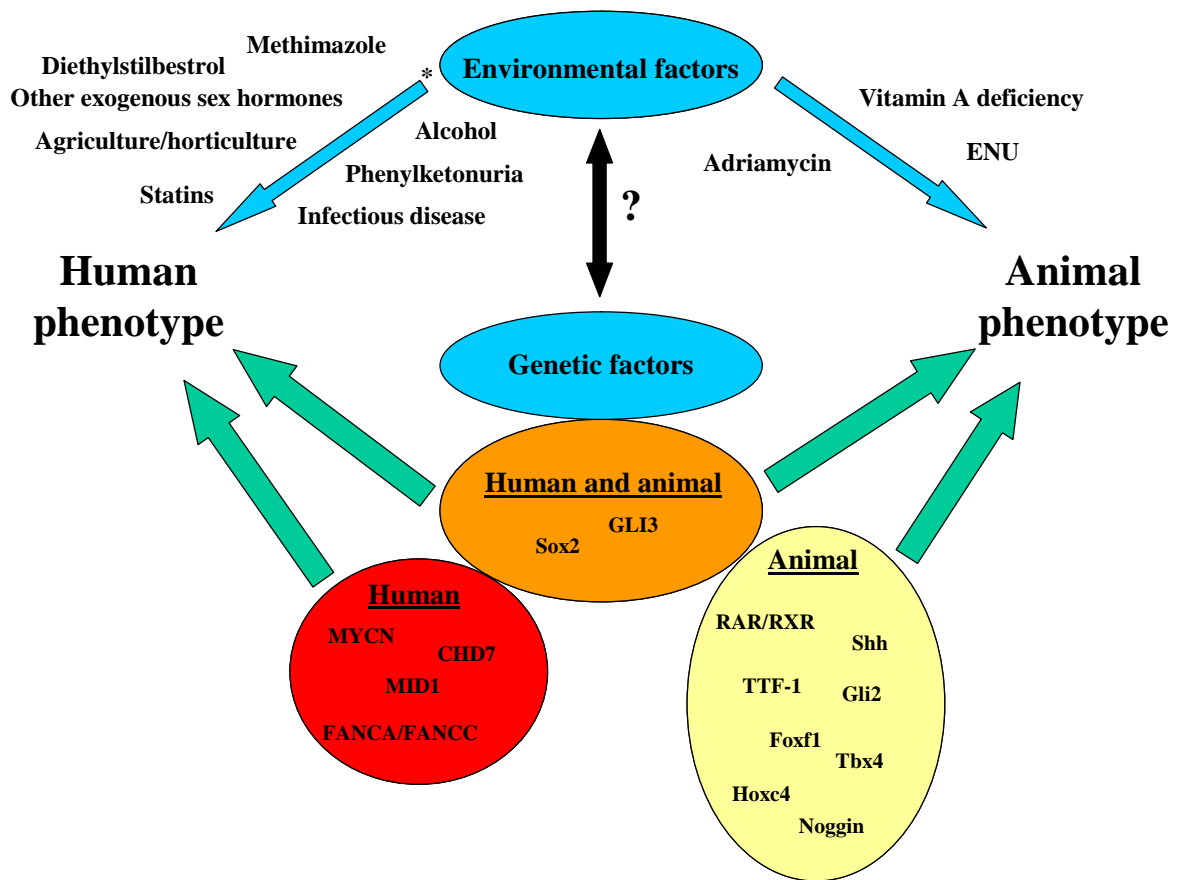 Methimazole
Diethylstilbestrol
*
Environmental factors
Other exogenous sex hormones
Vitamin A deficiency
Agriculture/horticulture
Alcohol
ENU
Adriamycin
Phenylketonuria
Statins
Infectious disease
?
Human
phenotype
Animal
phenotype
Genetic factors
Human and animal
GLI3
Sox2
Human
MYCN
CHD7
MID1
FANCA/FANCC
Animal
RAR/RXR
Shh
TTF-1
Gli2
Foxf1
Tbx4
Hoxc4
Noggin